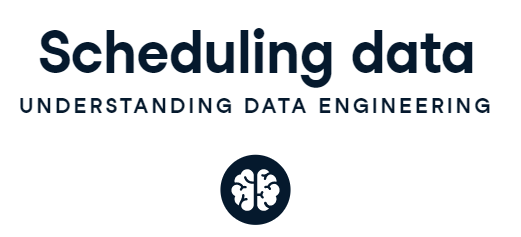 Scheduling data
UNDERSTANDING DATA ENGINEERING